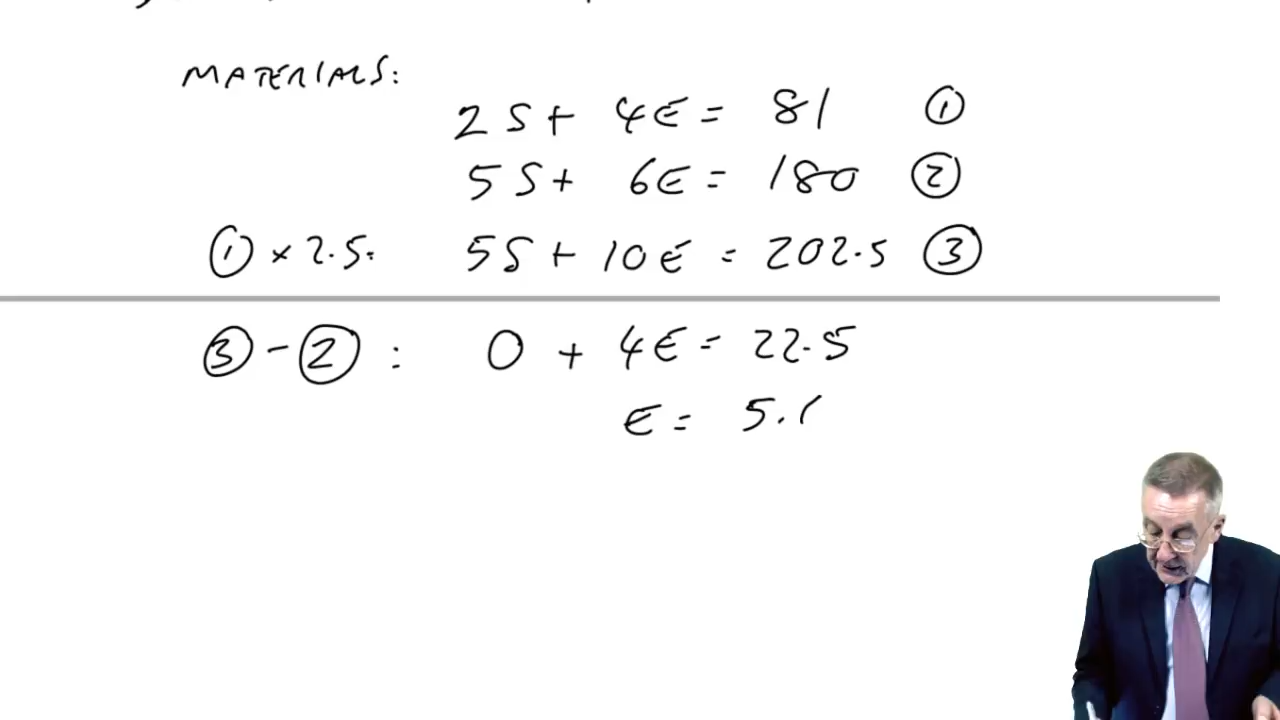 MATERIALS:
2S + 4E = 81 ①
5S + 6E = 180 ②
① × 2.5: 5S + 10E = 202.5 ③
③ - ② : 0 + 4E = 22.5
E = 5.